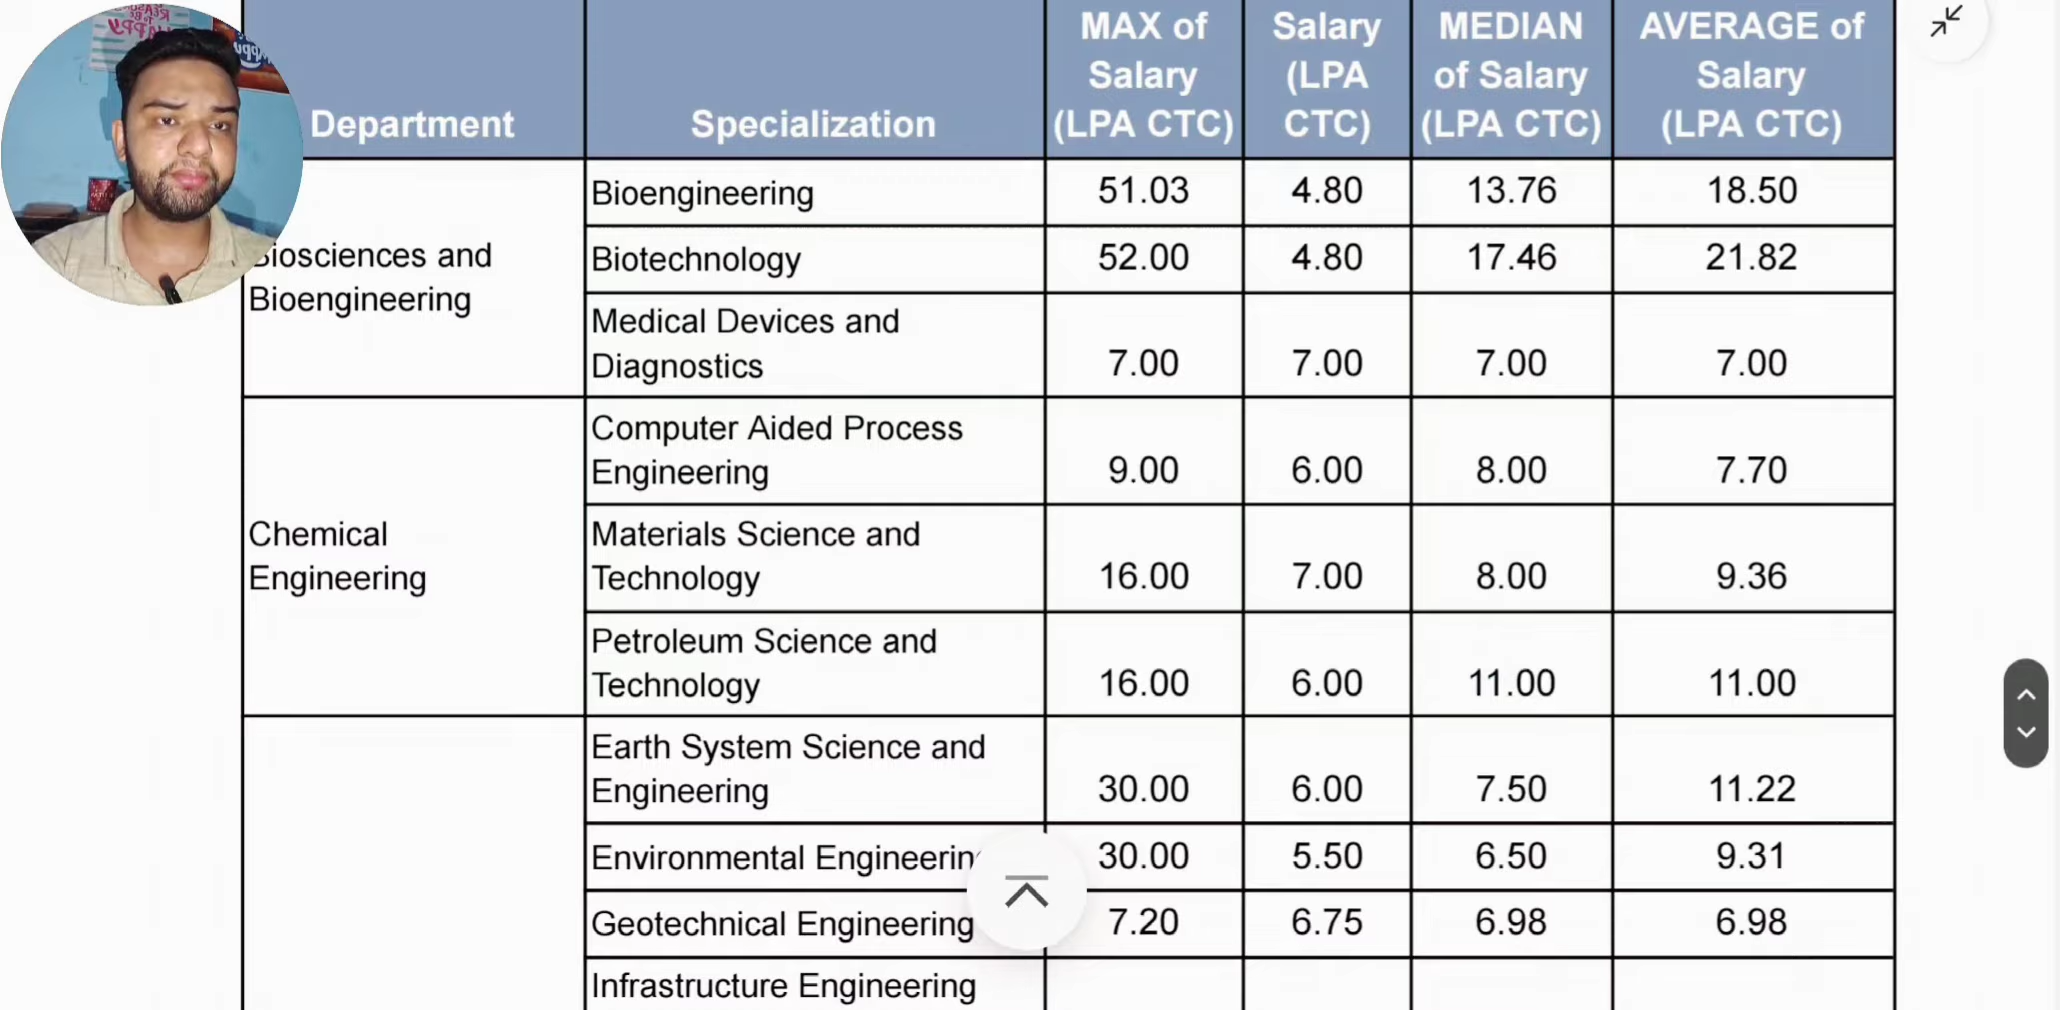 Department
Specialization
MAX of
Salary
(LPA CTC)
Salary
(LPA
CTC)
MEDIAN
of Salary
(LPA CTC)
AVERAGE of
Salary
(LPA CTC)
Biosciences and
Bioengineering
Bioengineering 51.03 4.80 13.76 18.50
Biotechnology 52.00 4.80 17.46 21.82
Medical Devices and
Diagnostics 7.00 7.00 7.00 7.00
Chemical
Engineering
Computer Aided Process
Engineering 9.00 6.00 8.00 7.70
Materials Science and
Technology 16.00 7.00 8.00 9.36
Petroleum Science and
Technology 16.00 6.00 11.00 11.00
Earth System Science and
Engineering 30.00 6.00 7.50 11.22
Environmental Engineering 30.00 5.50 6.50 9.31
Geotechnical Engineering 7.20 6.75 6.98 6.98
Infrastructure Engineering